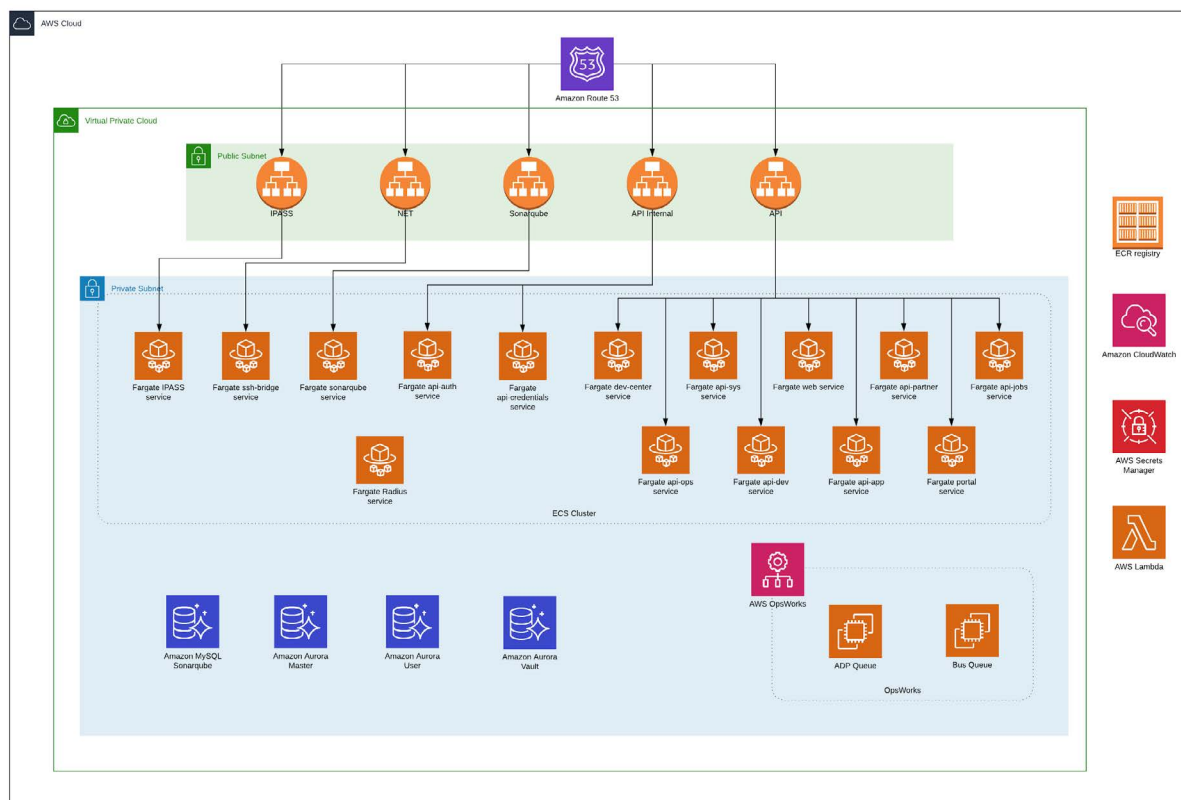 AWS Cloud
53
Amazon Route 53
Virtual Private Cloud
Public Subnet
IPASS
NET
Sonarqube
API Internal
API
ECR registry
Private Subnet
Amazon CloudWatch
Fargate IPASS
service
Fargate ssh-bridge
service
Fargate sonarqube
service
Fargate api-auth
service
Fargate
api-credentials
service
Fargate dev-center
service
Fargate api-sys
service
Fargate web service
Fargate api-partner
service
Fargate api-jobs
service
AWS Secrets
Manager
Fargate Radius
service
Fargate api-ops
service
Fargate api-dev
service
Fargate api-app
service
Fargate portal
service
ECS Cluster
AWS Lambda
AWS OpsWorks
Amazon MySQL
Sonarqube
Amazon Aurora
Master
Amazon Aurora
User
Amazon Aurora
Vault
ADP Queue
Bus Queue
OpsWorks